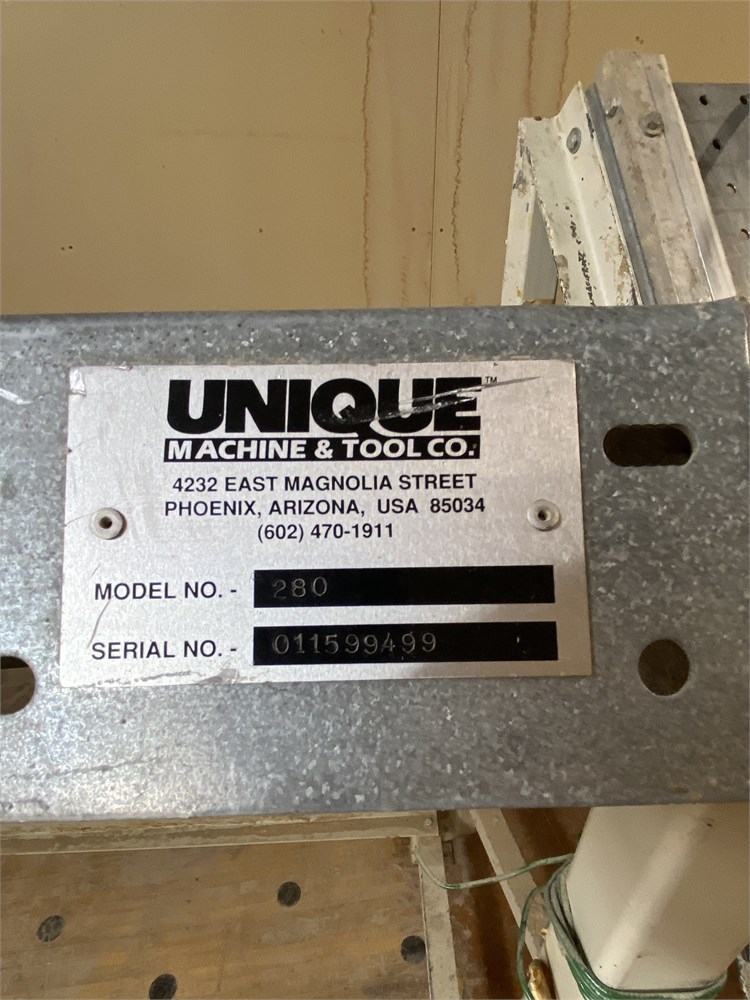 UNIQUE™
MACHINE & TOOL CO.
4232 EAST MAGNOLIA STREET
PHOENIX, ARIZONA, USA 85034
(602) 470-1911
MODEL NO. - 280
SERIAL NO. - 011599499